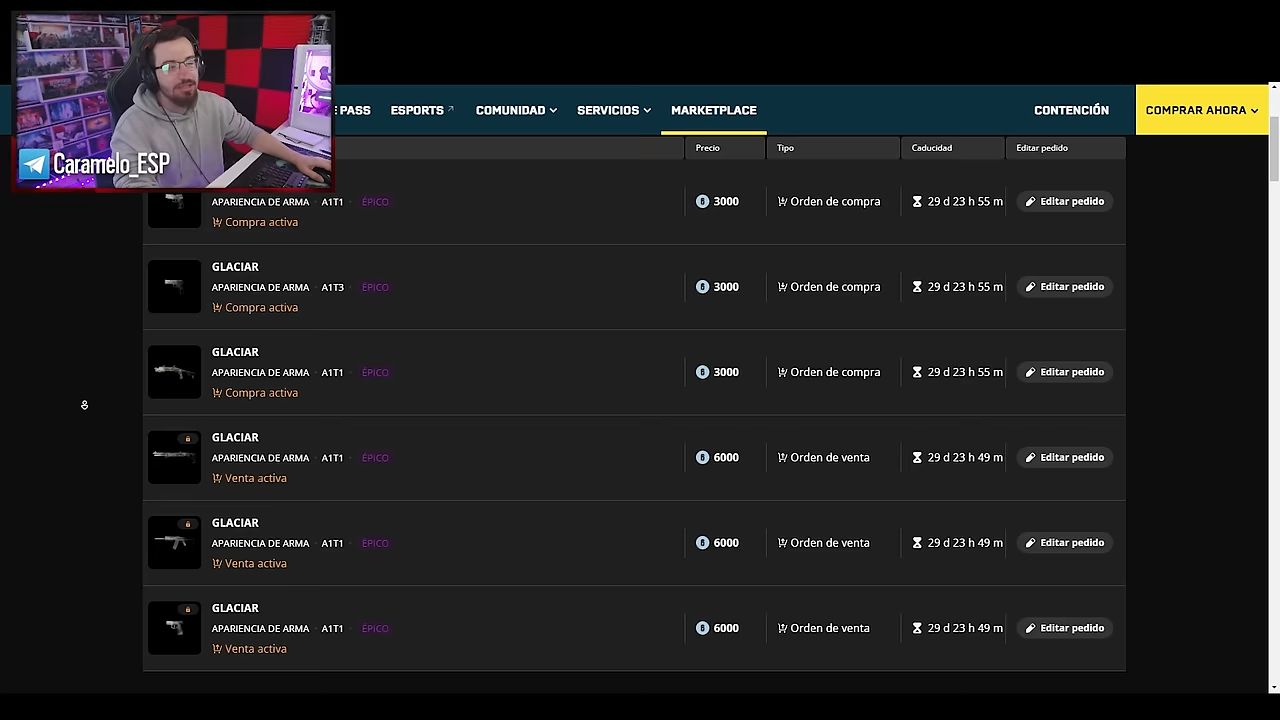 E PASS ESPORTS COMUNIDAD SERVICIOS MARKETPLACE CONTENCIÓN COMPRAR AHORA
Caramelo_ESP
Precio Tipo Caducidad Editar pedido
APARIENCIA DE ARMA · A1T1 · ÉPICO 3000 Orden de compra 29 d 23 h 55 m Editar pedido
Compra activa
GLACIAR
APARIENCIA DE ARMA · A1T3 · ÉPICO 3000 Orden de compra 29 d 23 h 55 m Editar pedido
Compra activa
GLACIAR
APARIENCIA DE ARMA · A1T1 · ÉPICO 3000 Orden de compra 29 d 23 h 55 m Editar pedido
Compra activa
GLACIAR
APARIENCIA DE ARMA · A1T1 · ÉPICO 6000 Orden de venta 29 d 23 h 49 m Editar pedido
Venta activa
GLACIAR
APARIENCIA DE ARMA · A1T1 · ÉPICO 6000 Orden de venta 29 d 23 h 49 m Editar pedido
Venta activa
GLACIAR
APARIENCIA DE ARMA · A1T1 · ÉPICO 6000 Orden de venta 29 d 23 h 49 m Editar pedido
Venta activa